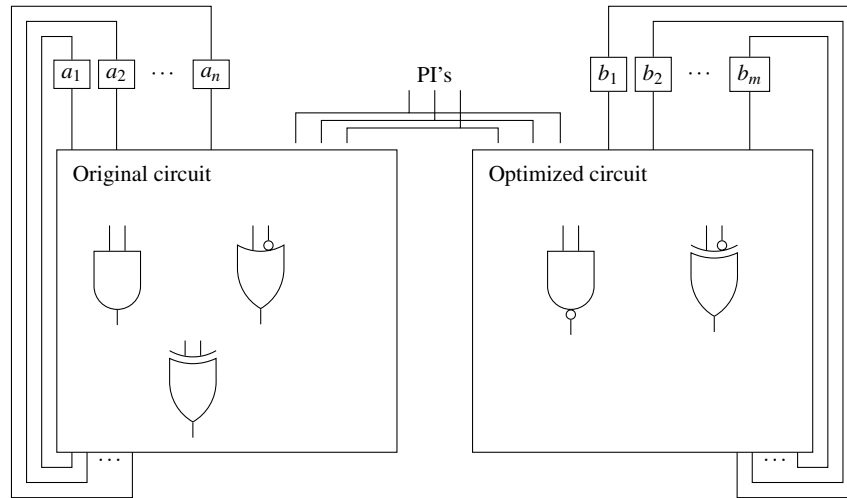 a1 a2 ... an
PI's
b1 b2 ... bm
Original circuit
Optimized circuit
...
...